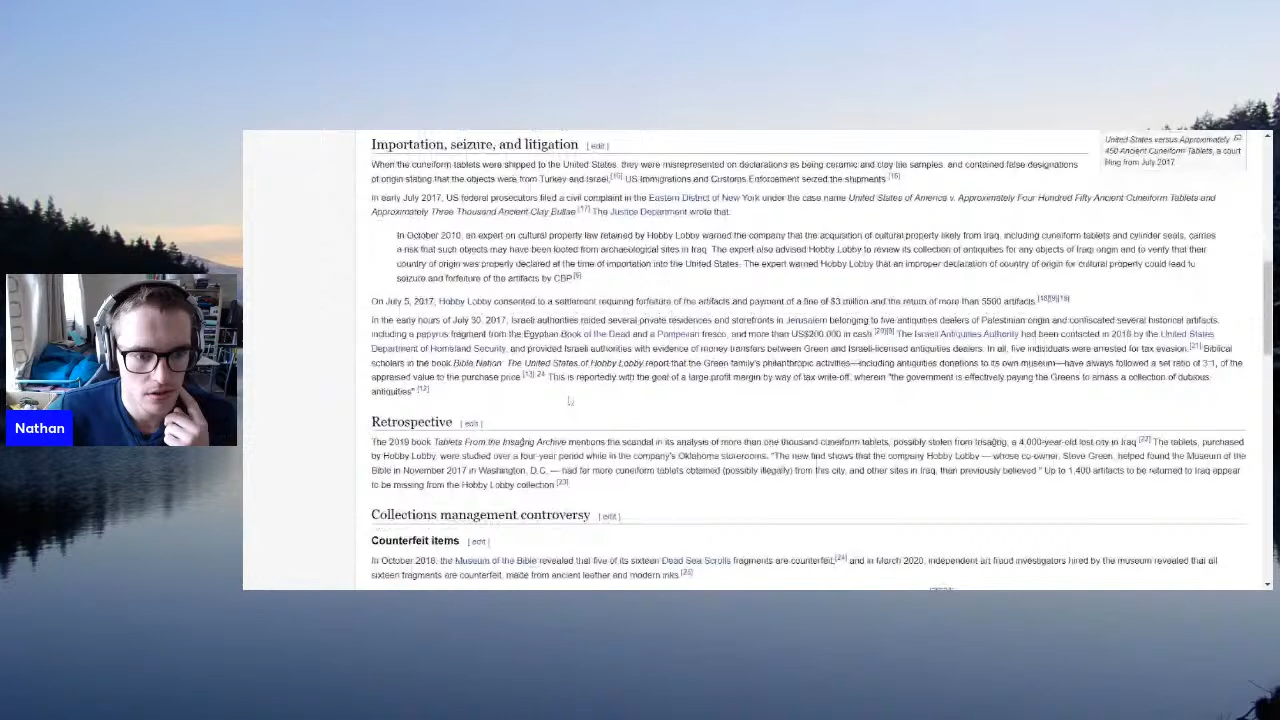 Importation, seizure, and litigation [ edit ]
United States versus Approximately
450 Ancient Cuneiform Tablets, a court
filing from July 2017
When the cuneiform tablets were shipped to the United States, they were misrepresented on declarations as being ceramic and clay tile samples, and contained false designations
of origin stating that the objects were from Turkey and Israel.[16] US Immigrations and Customs Enforcement seized the shipments.[16]
In early July 2017, US federal prosecutors filed a civil complaint in the Eastern District of New York under the case name United States of America v. Approximately Four Hundred Fifty Ancient Cuneiform Tablets and
Approximately Three Thousand Ancient Clay Bullae.[17] The Justice Department wrote that:
In October 2010, an expert on cultural property law retained by Hobby Lobby warned the company that the acquisition of cultural property likely from Iraq, including cuneiform tablets and cylinder seals, carries
a risk that such objects may have been looted from archaeological sites in Iraq. The expert also advised Hobby Lobby to review its collection of antiquities for any objects of Iraqi origin and to verify that their
country of origin was properly declared at the time of importation into the United States. The expert warned Hobby Lobby that an improper declaration of country of origin for cultural property could lead to
seizure and forfeiture of the artifacts by CBP.
On July 5, 2017, Hobby Lobby consented to a settlement requiring forfeiture of the artifacts and payment of a fine of $3 million and the return of more than 5500 artifacts.
In the early hours of July 30, 2017, Israeli authorities raided several private residences and storefronts in Jerusalem belonging to five antiquities dealers of Palestinian origin and confiscated several historical artifacts,
including a papyrus fragment from the Egyptian Book of the Dead and a Pompeian fresco, and more than US$200,000 in cash. The Israeli Antiquities Authority had been contacted in 2016 by the United States
Department of Homeland Security, and provided Israeli authorities with evidence of money transfers between Green and Israeli-licensed antiquities dealers. In all, five individuals were arrested for tax evasion.[21] Biblical
scholars in the book Bible Nation: The United States of Hobby Lobby report that the Green family's philanthropic activities—including antiquities donations to its own museum—have always followed a set ratio of 3:1, of the
appraised value to the purchase price.[13] 24 This is reportedly with the goal of a large profit margin by way of tax write-off, wherein "the government is effectively paying the Greens to amass a collection of dubious
antiquities".[12]
Retrospective [ edit ]
The 2019 book Tablets From the Irisaĝrig Archive mentions the scandal in its analysis of more than one thousand cuneiform tablets, possibly stolen from Irisaĝrig, a 4,000-year-old lost city in Iraq.[22] The tablets, purchased
by Hobby Lobby, were studied over a four-year period while in the company's Oklahoma storerooms. "The new find shows that the company Hobby Lobby — whose co-owner, Steve Green, helped found the Museum of the
Bible in November 2017 in Washington, D.C. — had far more cuneiform tablets obtained (possibly illegally) from this city, and other sites in Iraq, than previously believed." Up to 1,400 artifacts to be returned to Iraq appear
to be missing from the Hobby Lobby collection.[23]
Collections management controversy [ edit ]
Counterfeit items [ edit ]
In October 2018, the Museum of the Bible revealed that five of its sixteen Dead Sea Scrolls fragments are counterfeit,[24] and in March 2020, independent art fraud investigators hired by the museum revealed that all
sixteen fragments are counterfeit, made from ancient leather and modern inks.[25]
Nathan